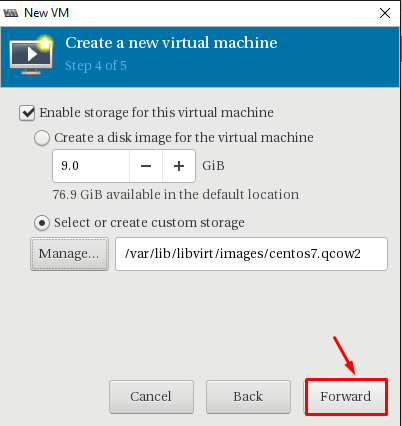 New VM
Create a new virtual machine
Step 4 of 5
Enable storage for this virtual machine
Create a disk image for the virtual machine
9.0 − + GiB
76.9 GiB available in the default location
Select or create custom storage
Manage... /var/lib/libvirt/images/centos7.qcow2
Cancel Back Forward